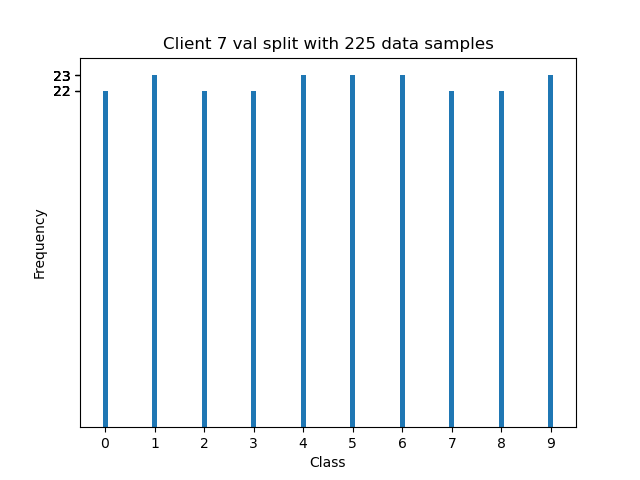 Client 7 val split with 225 data samples
23
22
Frequency
0 1 2 3 4 5 6 7 8 9
Class